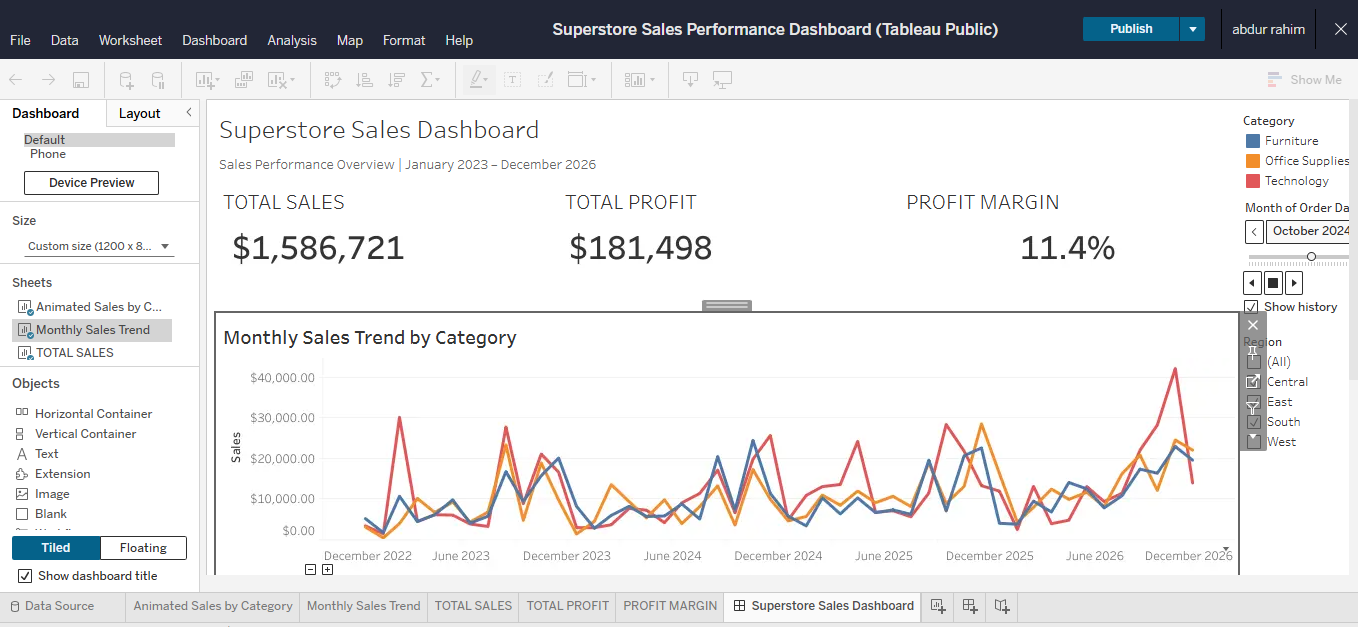 Superstore Sales Performance Dashboard (Tableau Public)
Publish
abdur rahim
File Data Worksheet Dashboard Analysis Map Format Help
Show Me
Dashboard Layout
Default
Phone
Device Preview
Size
Custom size (1200 x 8...
Sheets
Animated Sales by C...
Monthly Sales Trend
TOTAL SALES
Objects
Horizontal Container
Vertical Container
Text
Extension
Image
Blank
Tiled Floating
Show dashboard title
Superstore Sales Dashboard
Sales Performance Overview | January 2023 – December 2026
TOTAL SALES TOTAL PROFIT PROFIT MARGIN
$1,586,721 $181,498 11.4%
Monthly Sales Trend by Category
Sales
$40,000.00
$30,000.00
$20,000.00
$10,000.00
$0.00
December 2022 June 2023 December 2023 June 2024 December 2024 June 2025 December 2025 June 2026 December 2026
Category
Furniture
Office Supplies
Technology
Month of Order Da
October 2024
Show history
Region
(All)
Central
East
South
West
Data Source Animated Sales by Category Monthly Sales Trend TOTAL SALES TOTAL PROFIT PROFIT MARGIN Superstore Sales Dashboard